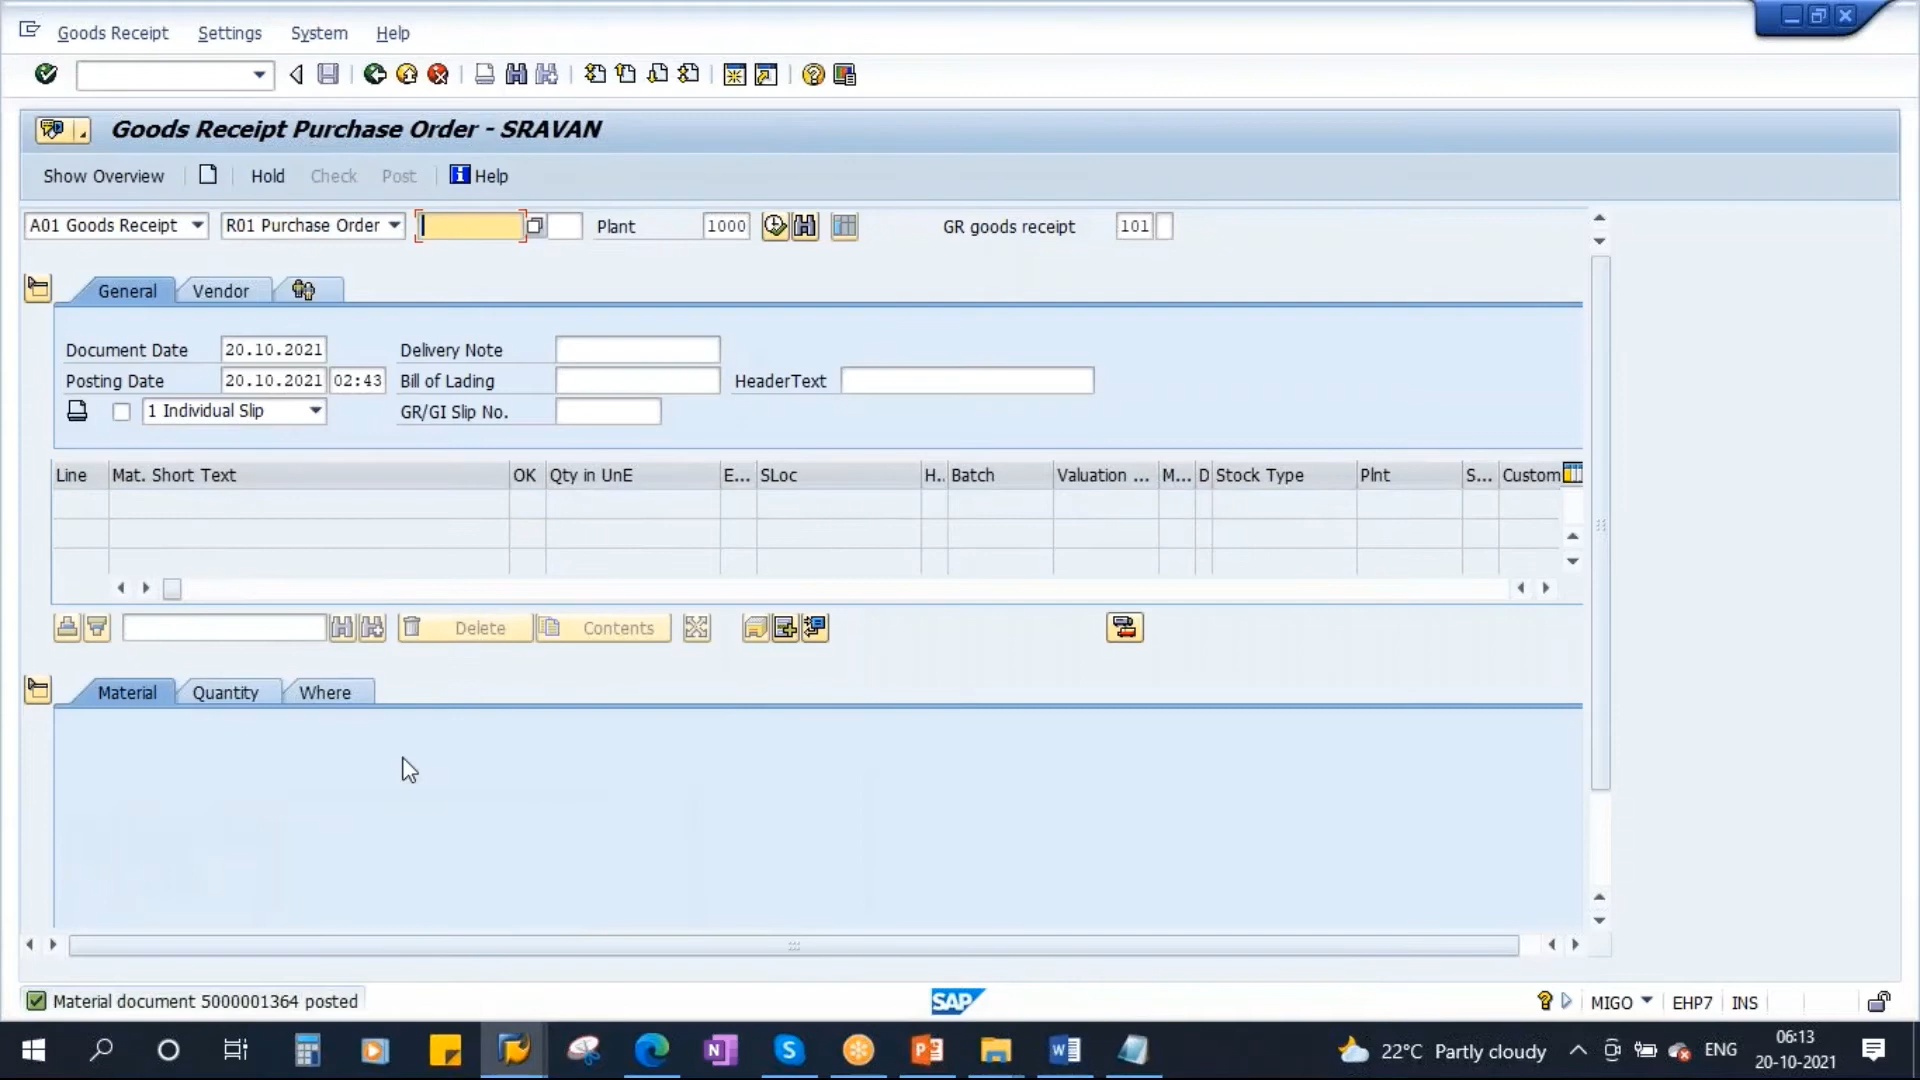 Goods Receipt Settings System Help
Goods Receipt Purchase Order - SRAVAN
Show Overview Hold Check Post Help
A01 Goods Receipt R01 Purchase Order Plant 1000 GR goods receipt 101
General Vendor
Document Date 20.10.2021 Delivery Note
Posting Date 20.10.2021 02:43 Bill of Lading HeaderText
1 Individual Slip GR/GI Slip No.
Line Mat. Short Text OK Qty in UnE E... SLoc H.. Batch Valuation ... M... D Stock Type Plnt S... Custom
Delete Contents
Material Quantity Where
Material document 5000001364 posted SAP MIGO EHP7 INS
22°C Partly cloudy ENG 06:13
20-10-2021